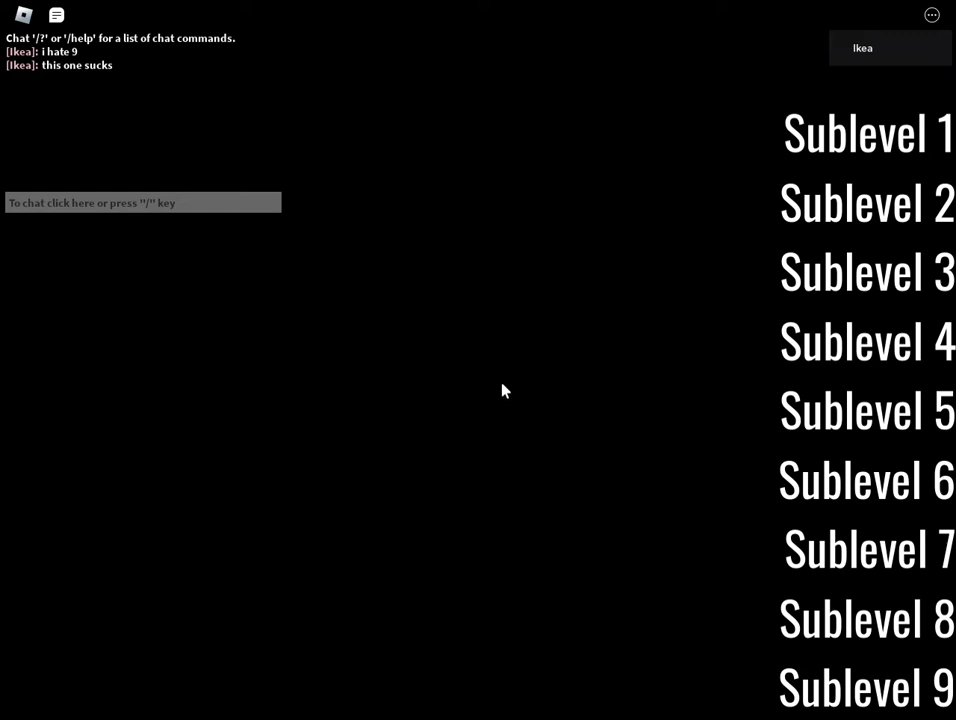 Chat '/?' or '/help' for a list of chat commands.
[Ikea]: i hate 9
[Ikea]: this one sucks
To chat click here or press "/" key
Ikea
Sublevel 1
Sublevel 2
Sublevel 3
Sublevel 4
Sublevel 5
Sublevel 6
Sublevel 7
Sublevel 8
Sublevel 9